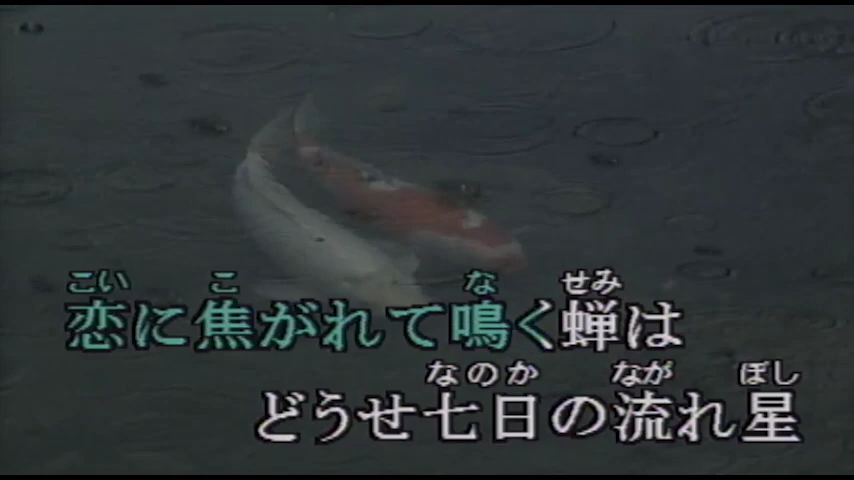 こい こ な せみ
恋に焦がれて鳴く蝉は
なのか なが ぼし
どうせ七日の流れ星